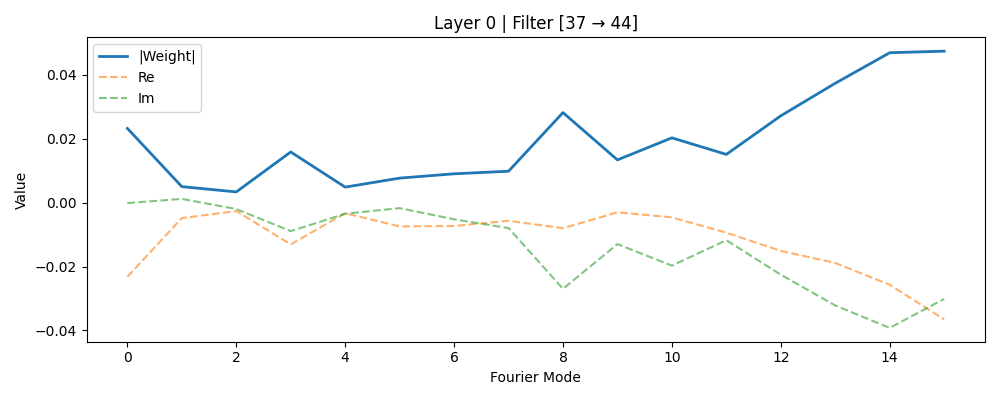 Layer 0 | Filter [37 → 44]
|Weight|
Re
Im
Value
0.04
0.02
0.00
−0.02
−0.04
0 2 4 6 8 10 12 14
Fourier Mode